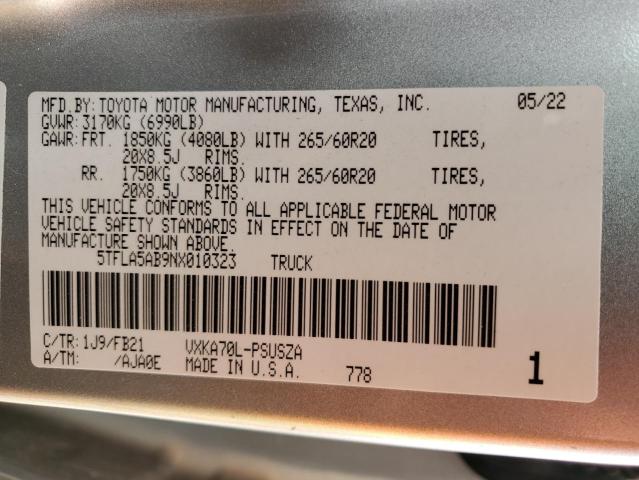 MFD.BY:TOYOTA MOTOR MANUFACTURING, TEXAS, INC. 05/22
GVWR:3170KG (6990LB)
GAWR:FRT. 1850KG (4080LB) WITH 265/60R20 TIRES,
20X8.5J RIMS.
RR. 1750KG (3860LB) WITH 265/60R20 TIRES,
20X8.5J RIMS.
THIS VEHICLE CONFORMS TO ALL APPLICABLE FEDERAL MOTOR
VEHICLE SAFETY STANDARDS IN EFFECT ON THE DATE OF
MANUFACTURE SHOWN ABOVE.
5TFLA5AB9NX010323 TRUCK
C/TR:1J9/FB21 VXKA70L-PSUSZA
A/TM: /AJA0E MADE IN U.S.A. 778 1